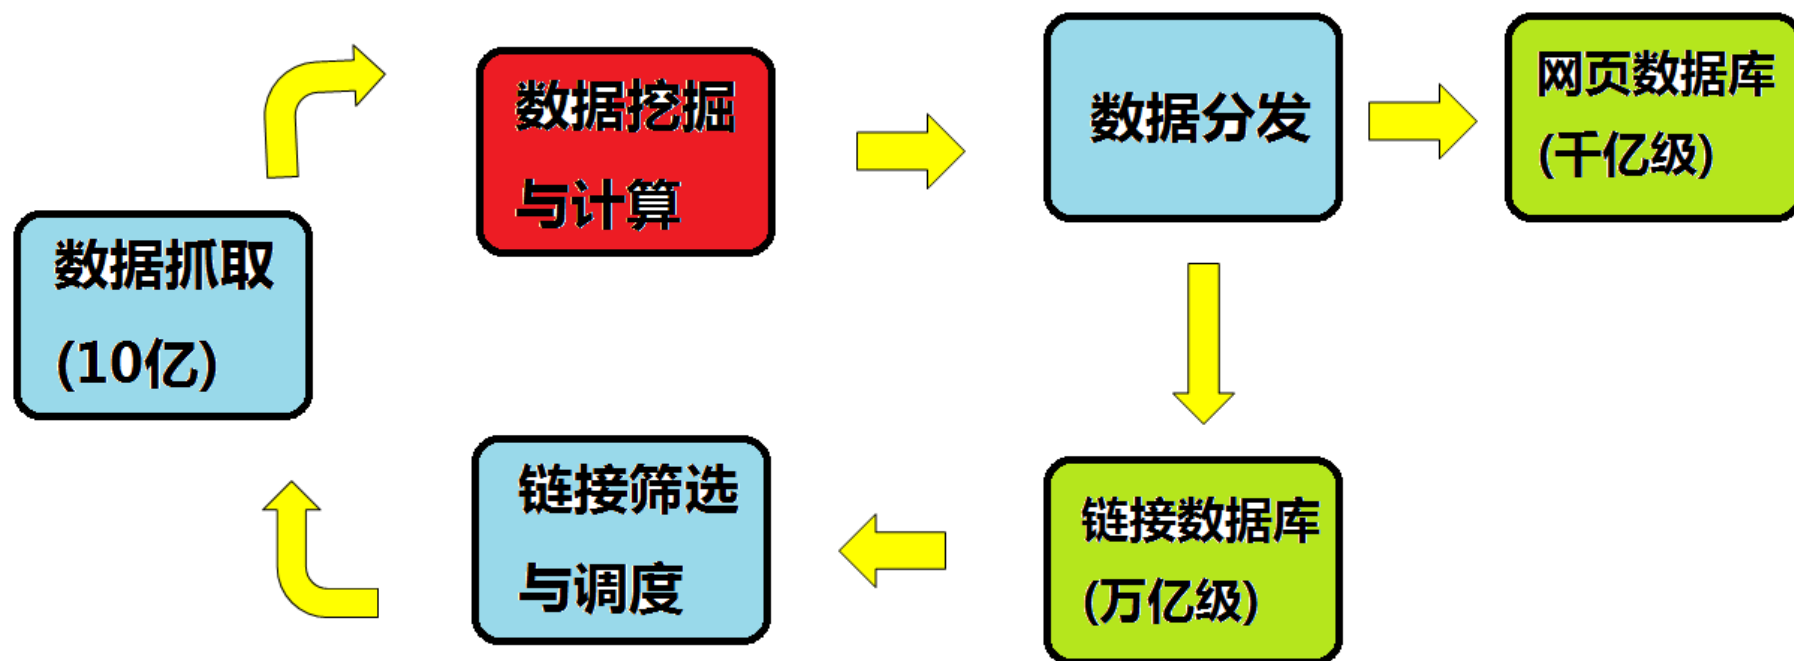 数据挖掘
与计算
数据分发
网页数据库
(千亿级)
数据抓取
(10亿)
链接筛选
与调度
链接数据库
(万亿级)